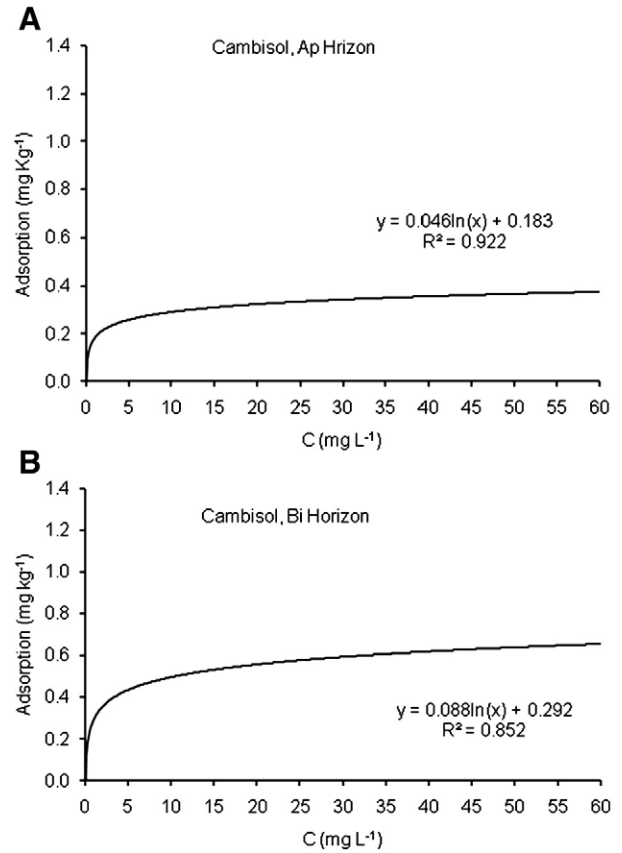 A
Cambisol, Ap Hrizon
1.4
1.2
1.0
0.8
0.6
0.4
0.2
0.0
Adsorption (mg Kg⁻¹)
y = 0.046ln(x) + 0.183
R² = 0.922
0 5 10 15 20 25 30 35 40 45 50 55 60
C (mg L⁻¹)
B
Cambisol, Bi Horizon
1.4
1.2
1.0
0.8
0.6
0.4
0.2
0.0
Adsorption (mg kg⁻¹)
y = 0.088ln(x) + 0.292
R² = 0.852
0 5 10 15 20 25 30 35 40 45 50 55 60
C (mg L⁻¹)